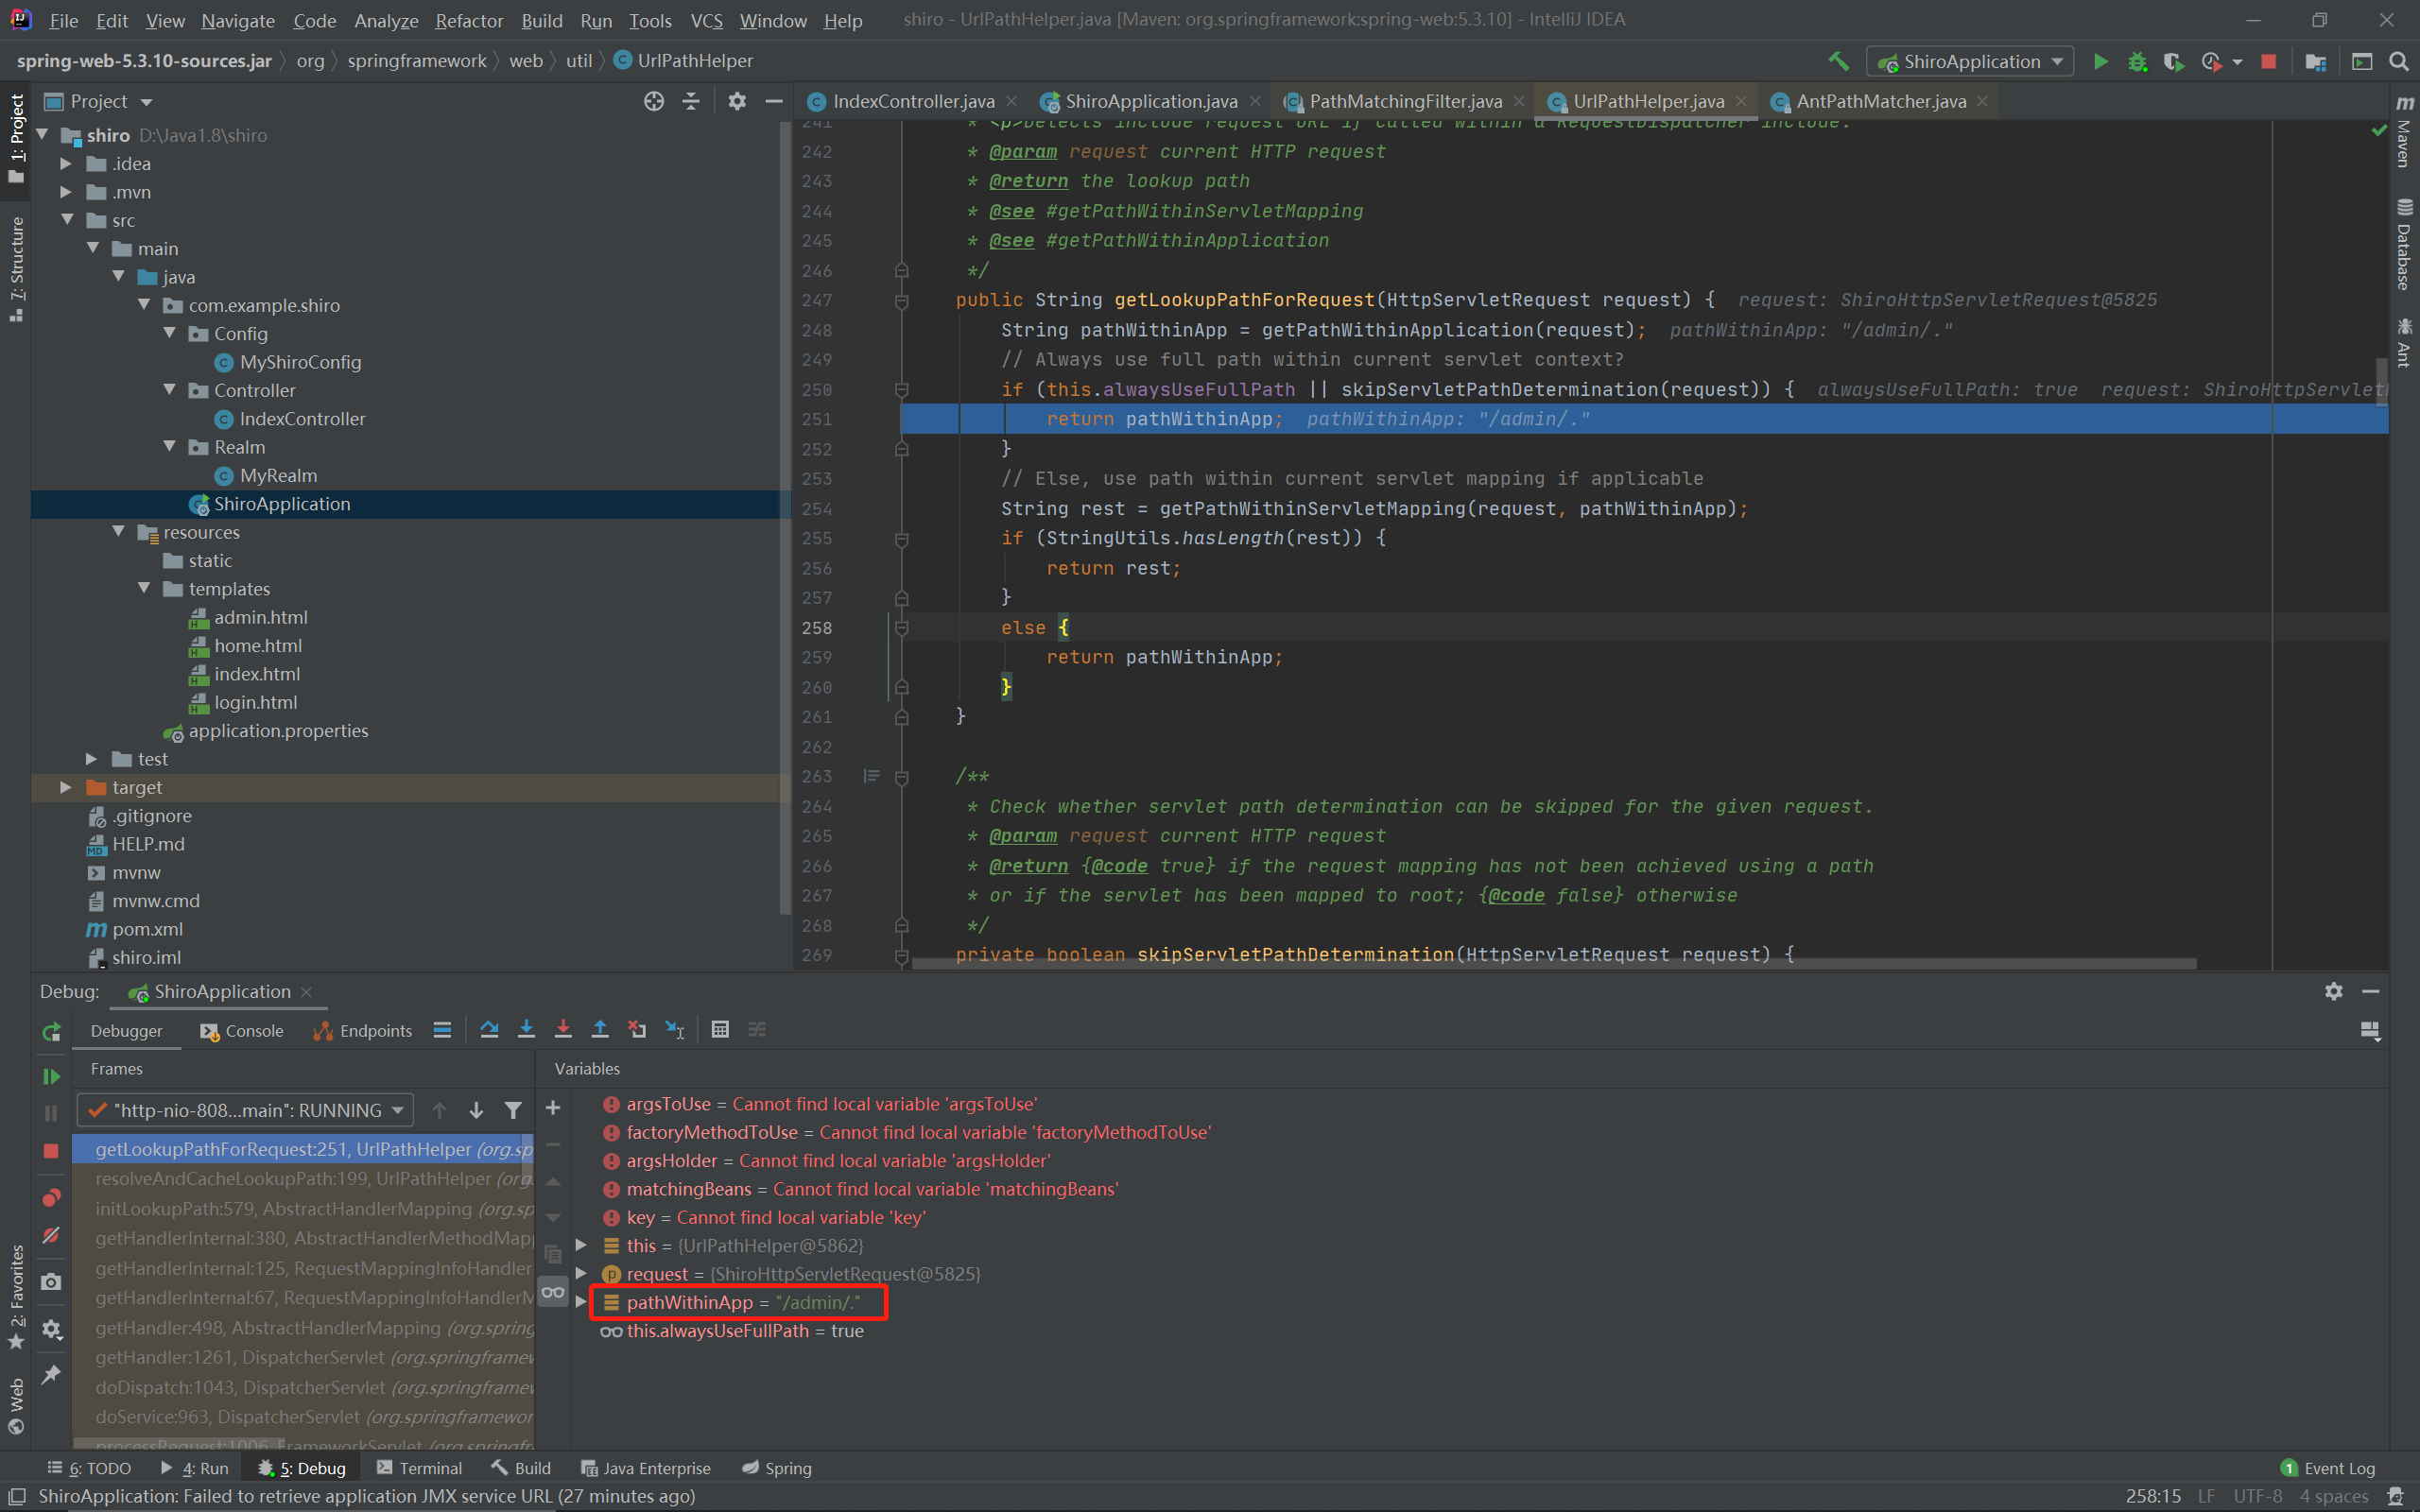 File Edit View Navigate Code Analyze Refactor Build Run Tools VCS Window Help shiro - UrlPathHelper.java [Maven: org.springframework:spring-web:5.3.10] - IntelliJ IDEA
spring-web-5.3.10-sources.jar org springframework web util UrlPathHelper ShiroApplication
Project
IndexController.java ShiroApplication.java PathMatchingFilter.java UrlPathHelper.java AntPathMatcher.java
1: Project
7: Structure
2: Favorites
Web
Maven
Database
Ant
shiro D:\Java1.8\shiro
.idea
.mvn
src
main
java
com.example.shiro
Config
MyShiroConfig
Controller
IndexController
Realm
MyRealm
ShiroApplication
resources
static
templates
admin.html
home.html
index.html
login.html
application.properties
test
target
.gitignore
HELP.md
mvnw
mvnw.cmd
pom.xml
shiro.iml
241 * <p>Detects include request URL if called within a RequestDispatcher include.
242 * @param request current HTTP request
243 * @return the lookup path
244 * @see #getPathWithinServletMapping
245 * @see #getPathWithinApplication
246 */
247 public String getLookupPathForRequest(HttpServletRequest request) { request: ShiroHttpServletRequest@5825
248 String pathWithinApp = getPathWithinApplication(request); pathWithinApp: "/admin/."
249 // Always use full path within current servlet context?
250 if (this.alwaysUseFullPath || skipServletPathDetermination(request)) { alwaysUseFullPath: true request: ShiroHttpServletR
251 return pathWithinApp; pathWithinApp: "/admin/."
252 }
253 // Else, use path within current servlet mapping if applicable
254 String rest = getPathWithinServletMapping(request, pathWithinApp);
255 if (StringUtils.hasLength(rest)) {
256 return rest;
257 }
258 else {
259 return pathWithinApp;
260 }
261 }
262
263 /**
264 * Check whether servlet path determination can be skipped for the given request.
265 * @param request current HTTP request
266 * @return {@code true} if the request mapping has not been achieved using a path
267 * or if the servlet has been mapped to root; {@code false} otherwise
268 */
269 private boolean skipServletPathDetermination(HttpServletRequest request) {
Debug: ShiroApplication
Debugger Console Endpoints
Frames
"http-nio-808...main": RUNNING
getLookupPathForRequest:251, UrlPathHelper (org.sp
resolveAndCacheLookupPath:199, UrlPathHelper (org.
initLookupPath:579, AbstractHandlerMapping (org.sp
getHandlerInternal:380, AbstractHandlerMethodMapp
getHandlerInternal:125, RequestMappingInfoHandler
getHandlerInternal:67, RequestMappingInfoHandlerM
getHandler:498, AbstractHandlerMapping (org.spring
getHandler:1261, DispatcherServlet (org.springframew
doDispatch:1043, DispatcherServlet (org.springframew
doService:963, DispatcherServlet (org.springframewor
processRequest:1006, FrameworkServlet (org.springfr
Variables
argsToUse = Cannot find local variable 'argsToUse'
factoryMethodToUse = Cannot find local variable 'factoryMethodToUse'
argsHolder = Cannot find local variable 'argsHolder'
matchingBeans = Cannot find local variable 'matchingBeans'
key = Cannot find local variable 'key'
this = {UrlPathHelper@5862}
request = {ShiroHttpServletRequest@5825}
pathWithinApp = "/admin/."
this.alwaysUseFullPath = true
6: TODO 4: Run 5: Debug Terminal Build Java Enterprise Spring 1 Event Log
ShiroApplication: Failed to retrieve application JMX service URL (27 minutes ago) 258:15 LF UTF-8 4 spaces